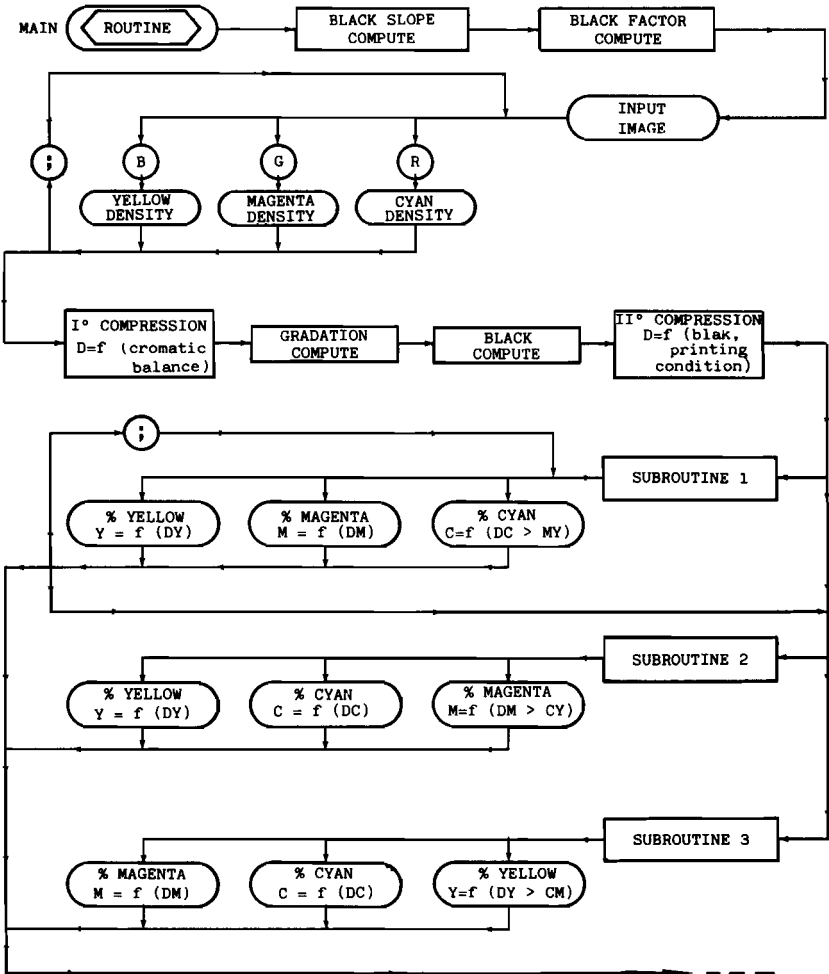 MAIN
ROUTINE
BLACK SLOPE
COMPUTE
BLACK FACTOR
COMPUTE
INPUT
IMAGE
;
B
G
R
YELLOW
DENSITY
MAGENTA
DENSITY
CYAN
DENSITY
I° COMPRESSION
D=f (cromatic
balance)
GRADATION
COMPUTE
BLACK
COMPUTE
II° COMPRESSION
D=f (blak,
printing
condition)
;
SUBROUTINE 1
% YELLOW
Y = f (DY)
% MAGENTA
M = f (DM)
% CYAN
C=f (DC > MY)
SUBROUTINE 2
% YELLOW
Y = f (DY)
% CYAN
C = f (DC)
% MAGENTA
M=f (DM > CY)
SUBROUTINE 3
% MAGENTA
M = f (DM)
% CYAN
C = f (DC)
% YELLOW
Y=f (DY > CM)